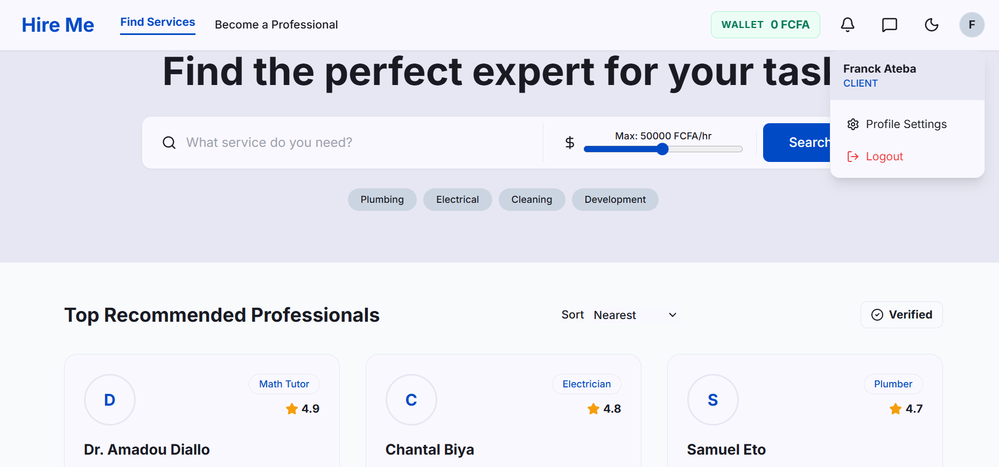 Hire Me
Find Services
Become a Professional
WALLET 0 FCFA
F
Find the perfect expert for your
Franck Ateba
CLIENT
Profile Settings
Logout
What service do you need?
$
Max: 50000 FCFA/hr
Search
Plumbing
Electrical
Cleaning
Development
Top Recommended Professionals
Sort
Nearest
Verified
D
Math Tutor
4.9
Dr. Amadou Diallo
C
Electrician
4.8
Chantal Biya
S
Plumber
4.7
Samuel Eto